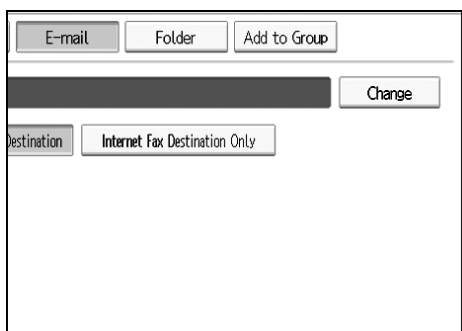 E-mail Folder Add to Group
Change
Destination Internet Fax Destination Only